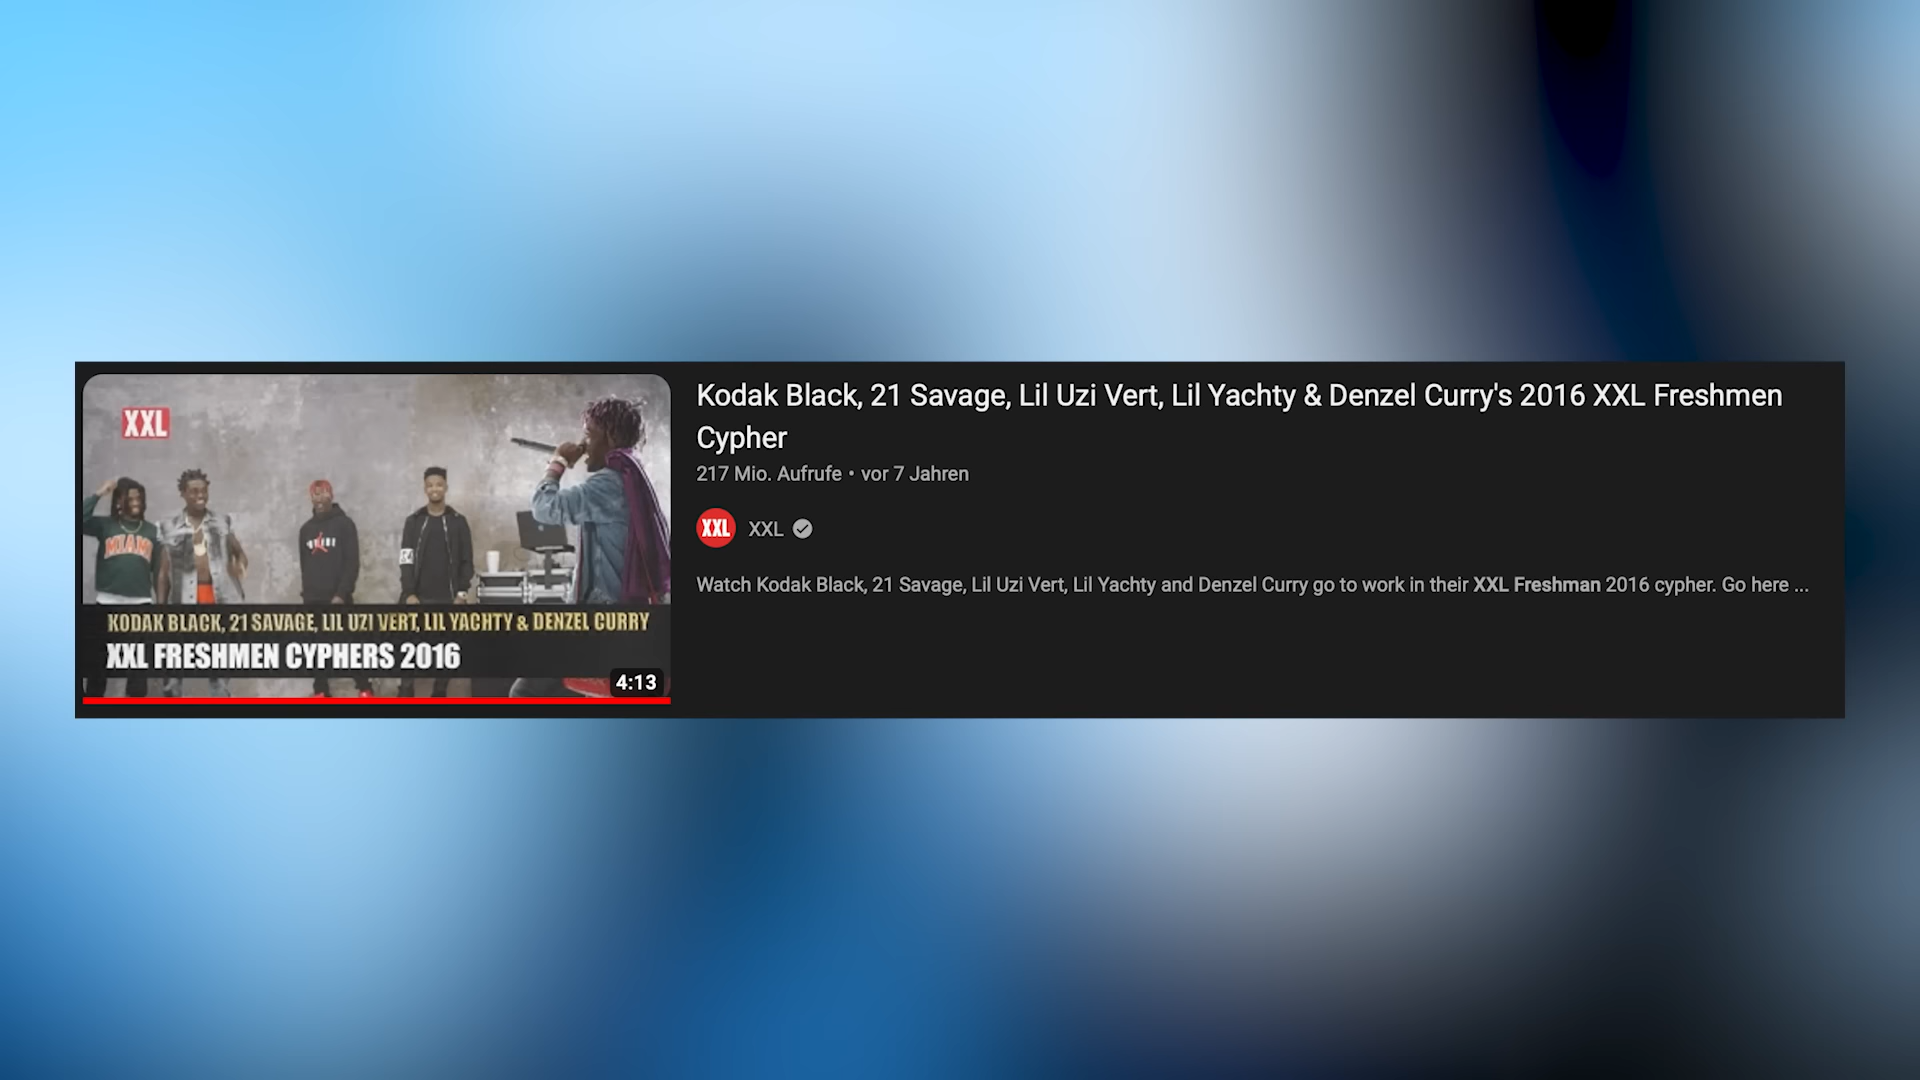 XXL
MIAMI
KODAK BLACK, 21 SAVAGE, LIL UZI VERT, LIL YACHTY & DENZEL CURRY
XXL FRESHMEN CYPHERS 2016
4:13
Kodak Black, 21 Savage, Lil Uzi Vert, Lil Yachty & Denzel Curry's 2016 XXL Freshmen
Cypher
217 Mio. Aufrufe • vor 7 Jahren
XXL XXL
Watch Kodak Black, 21 Savage, Lil Uzi Vert, Lil Yachty and Denzel Curry go to work in their XXL Freshman 2016 cypher. Go here ...